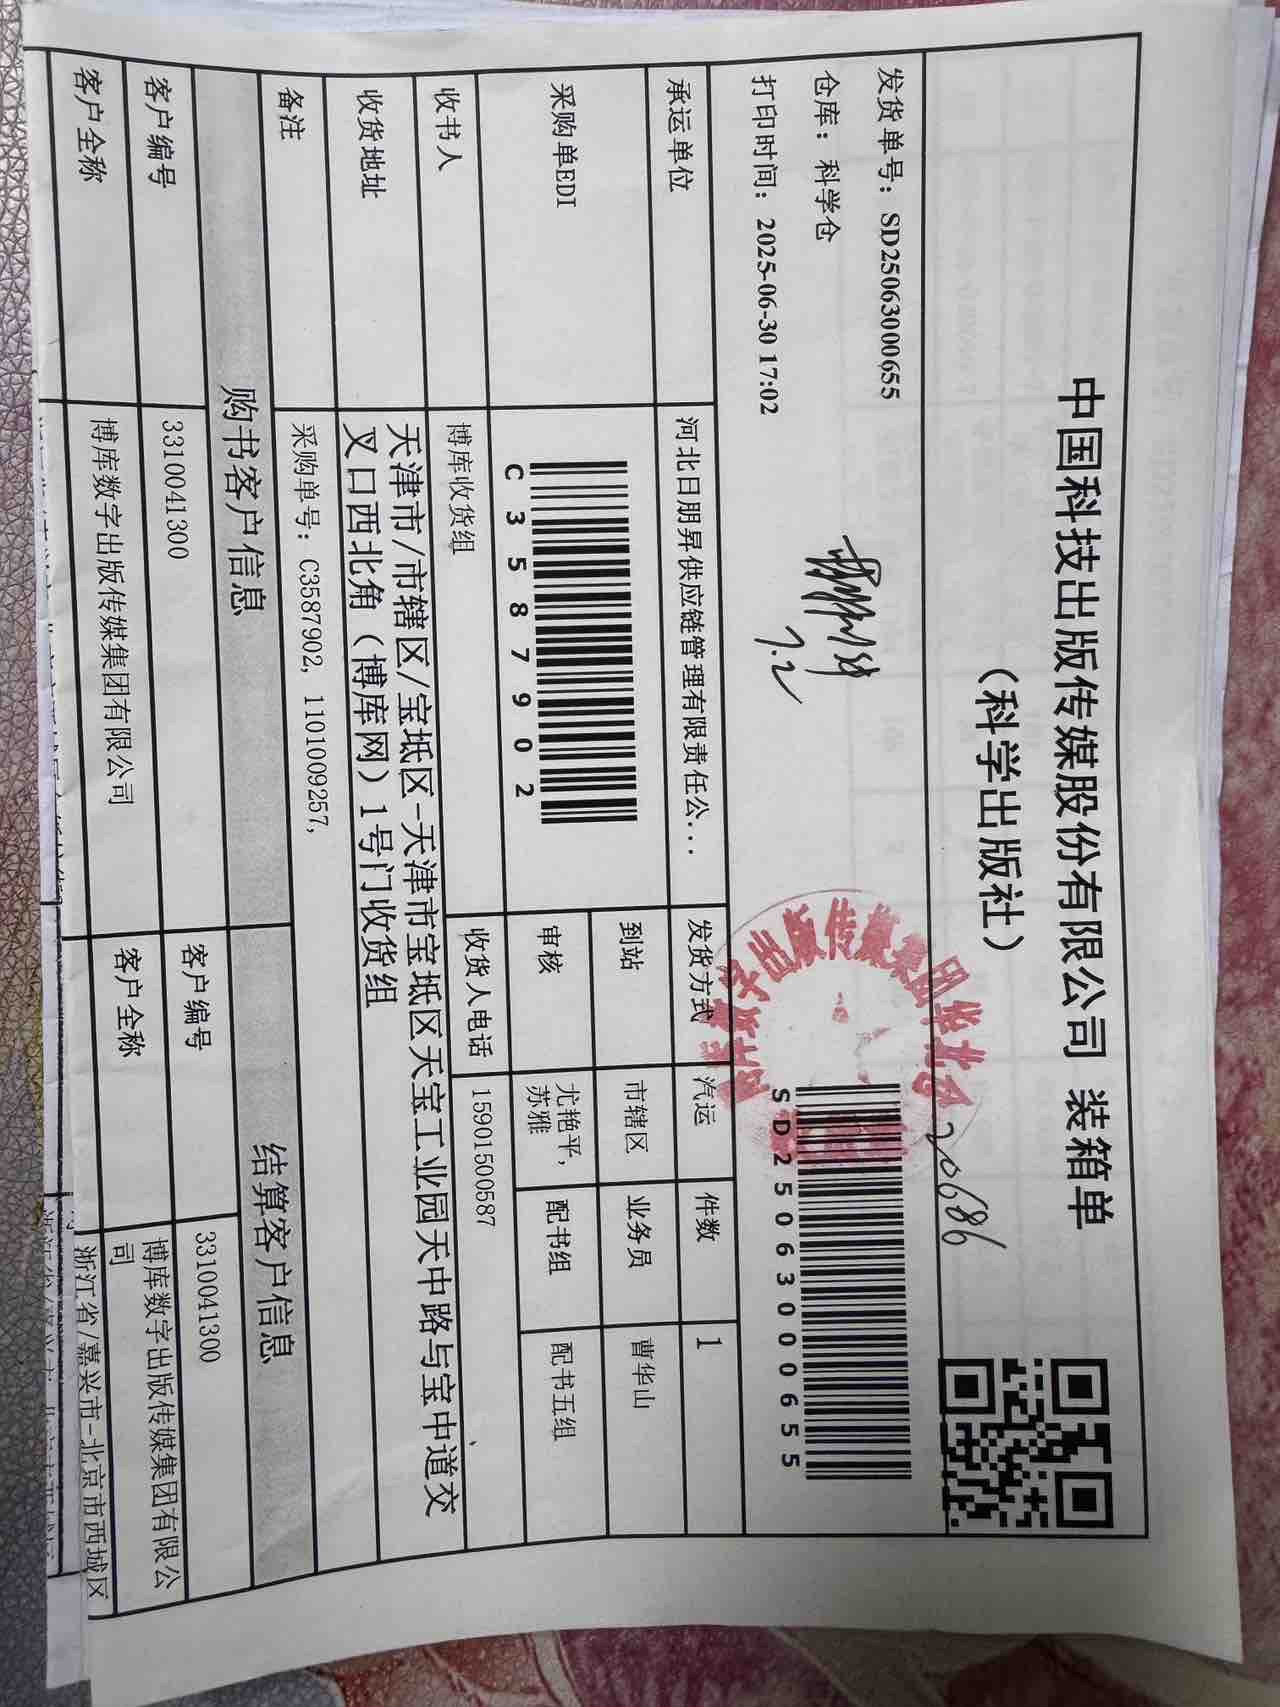 中国科技出版传媒股份有限公司 装箱单
（科学出版社）
20686
发货单号：SD25063000655
仓库：科学仓
打印时间：2025-06-30 17:02
7.2
SD25063000655
承运单位 河北日朋昇供应链管理有限责任公... 发货方式 汽运 件数 1
采购单EDI C3587902 到站 市辖区 业务员 曹华山
审核 尤艳平，苏雅 配书组 配书五组
收书人 博库收货组 收货人电话 15901500587
收货地址 天津市/市辖区/宝坻区-天津市宝坻区天宝工业园天中路与宝中道交
叉口西北角（博库网）1号门收货组
备注 采购单号：C3587902, 1101009257,
购书客户信息 结算客户信息
客户编号 3310041300 客户编号 3310041300
客户全称 博库数字出版传媒集团有限公司 客户全称 博库数字出版传媒集团有限公
司
浙江省/嘉兴市-北京市西城区